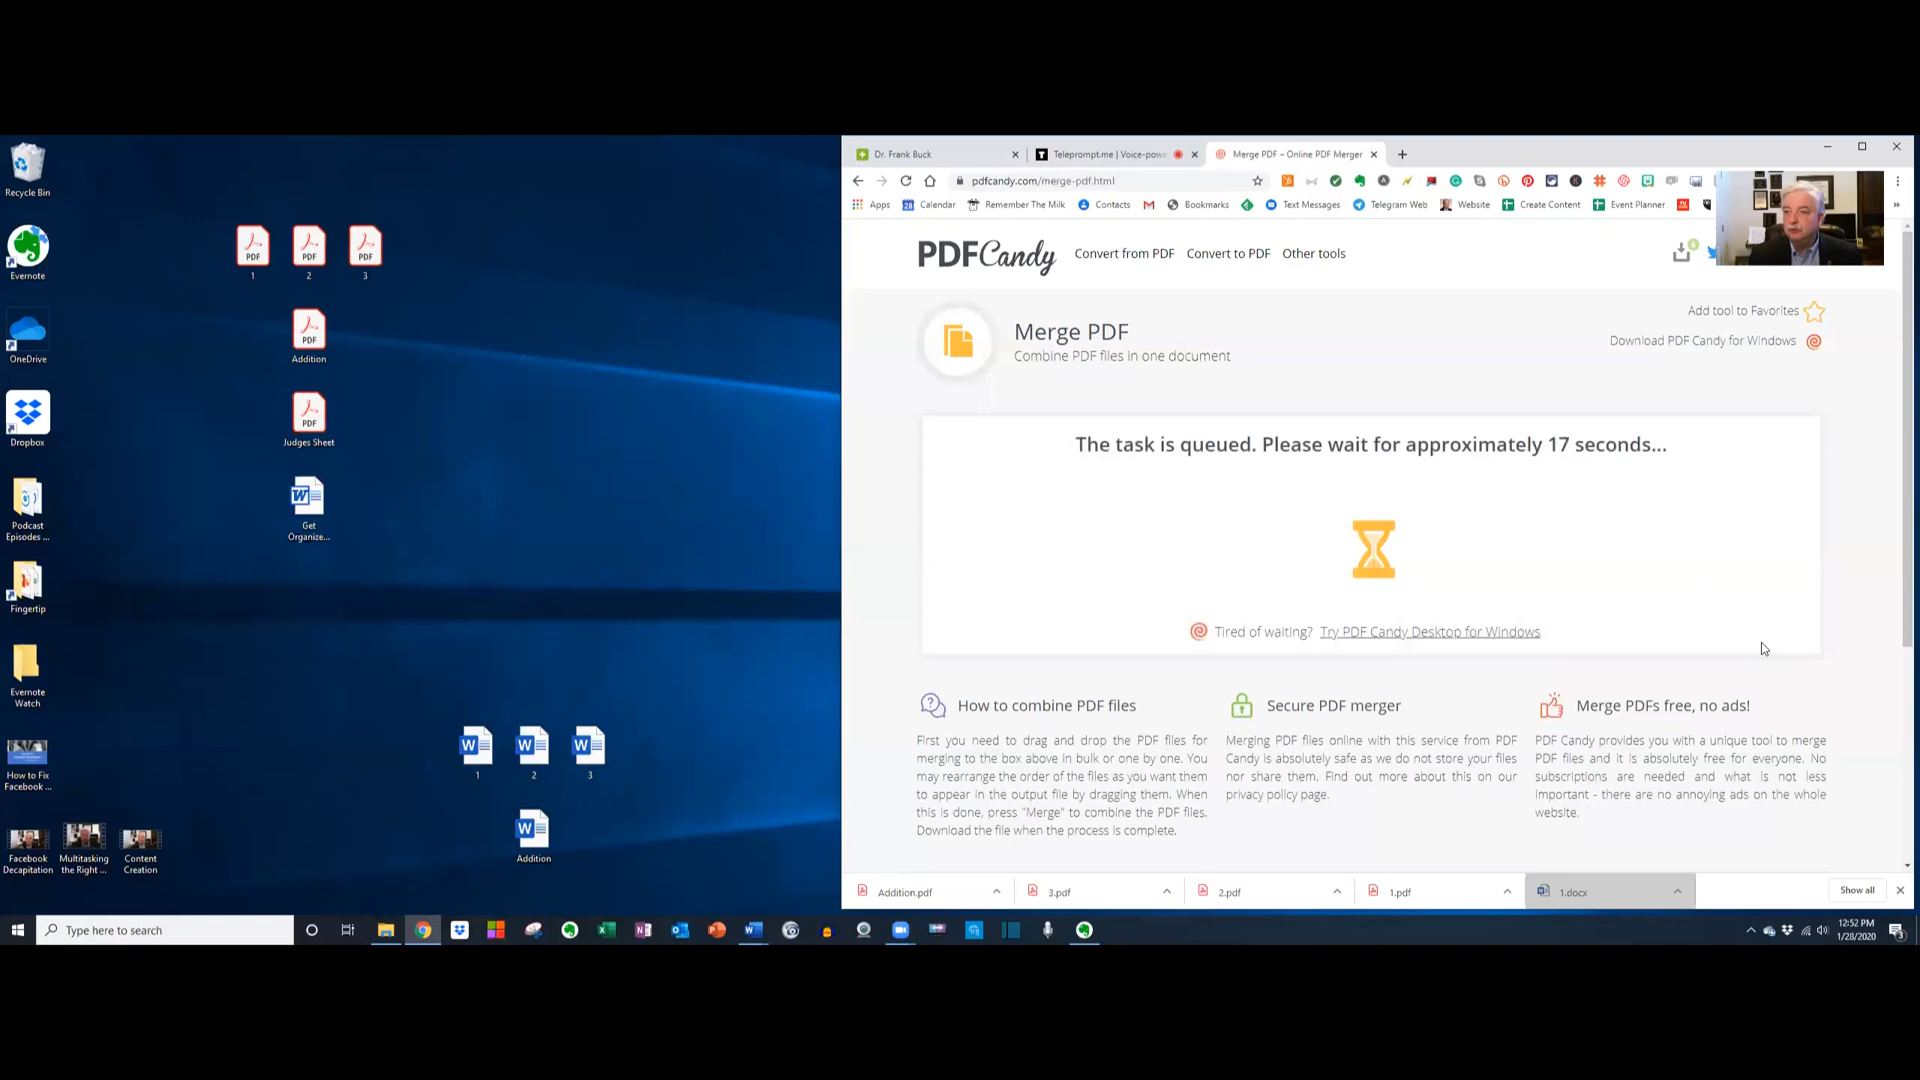 Recycle Bin
Evernote
OneDrive
Dropbox
Podcast
Episodes ...
Fingertip
Evernote
Watch
How to Fix
Facebook ...
Facebook
Decapitation
Multitasking
the Right ...
Content
Creation
PDF
1
PDF
2
PDF
3
PDF
Addition
PDF
Judges Sheet
Get
Organize...
1
2
3
Addition
Dr. Frank Buck
Teleprompt.me | Voice-powe
Merge PDF – Online PDF Merger
pdfcandy.com/merge-pdf.html
Apps
28
Calendar
Remember The Milk
Contacts
Bookmarks
Text Messages
Telegram Web
Website
Create Content
Event Planner
PDFCandy
Convert from PDF
Convert to PDF
Other tools
Merge PDF
Combine PDF files in one document
Add tool to Favorites
Download PDF Candy for Windows
The task is queued. Please wait for approximately 17 seconds...
Tired of waiting? Try PDF Candy Desktop for Windows
How to combine PDF files
First you need to drag and drop the PDF files for
merging to the box above in bulk or one by one. You
may rearrange the order of the files as you want them
to appear in the output file by dragging them. When
this is done, press "Merge" to combine the PDF files.
Download the file when the process is complete.
Secure PDF merger
Merging PDF files online with this service from PDF
Candy is absolutely safe as we do not store your files
nor share them. Find out more about this on our
privacy policy page.
Merge PDFs free, no ads!
PDF Candy provides you with a unique tool to merge
PDF files and it is absolutely free for everyone. No
subscriptions are needed and what is not less
important - there are no annoying ads on the whole
website.
Addition.pdf
3.pdf
2.pdf
1.pdf
1.docx
Show all
Type here to search
12:52 PM
1/28/2020